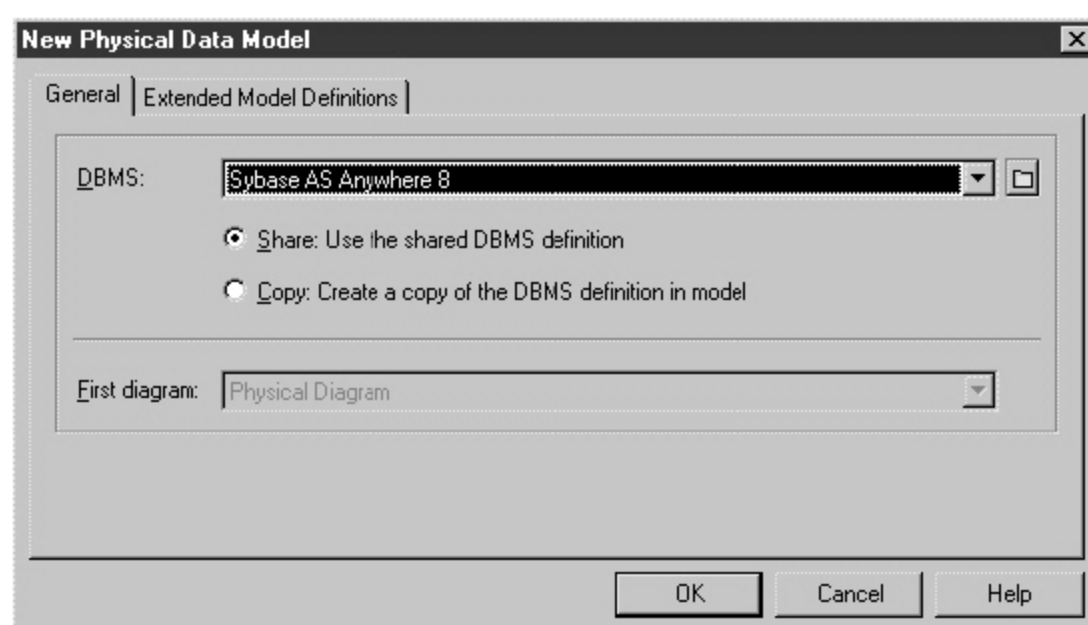 New Physical Data Model
General
Extended Model Definitions
DBMS:
Sybase AS Anywhere 8
Share: Use the shared DBMS definition
Copy: Create a copy of the DBMS definition in model
First diagram:
Physical Diagram
OK
Cancel
Help